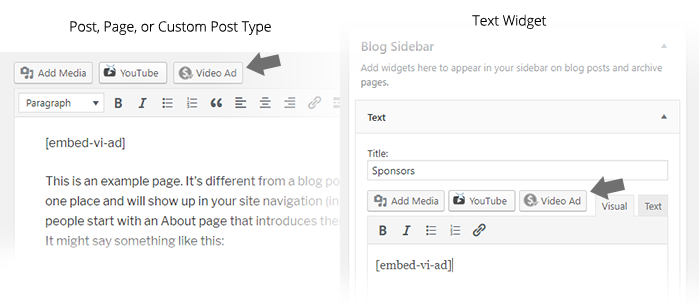 Post, Page, or Custom Post Type
Add Media YouTube Video Ad
Paragraph B I
[embed-vi-ad]
This is an example page. It's different from a blog po
one place and will show up in your site navigation (in
people start with an About page that introduces the
It might say something like this:
Text Widget
Blog Sidebar
Add widgets here to appear in your sidebar on blog posts and archive
pages.
Text
Title:
Sponsors
Add Media YouTube Video Ad Visual Text
B I
[embed-vi-ad]